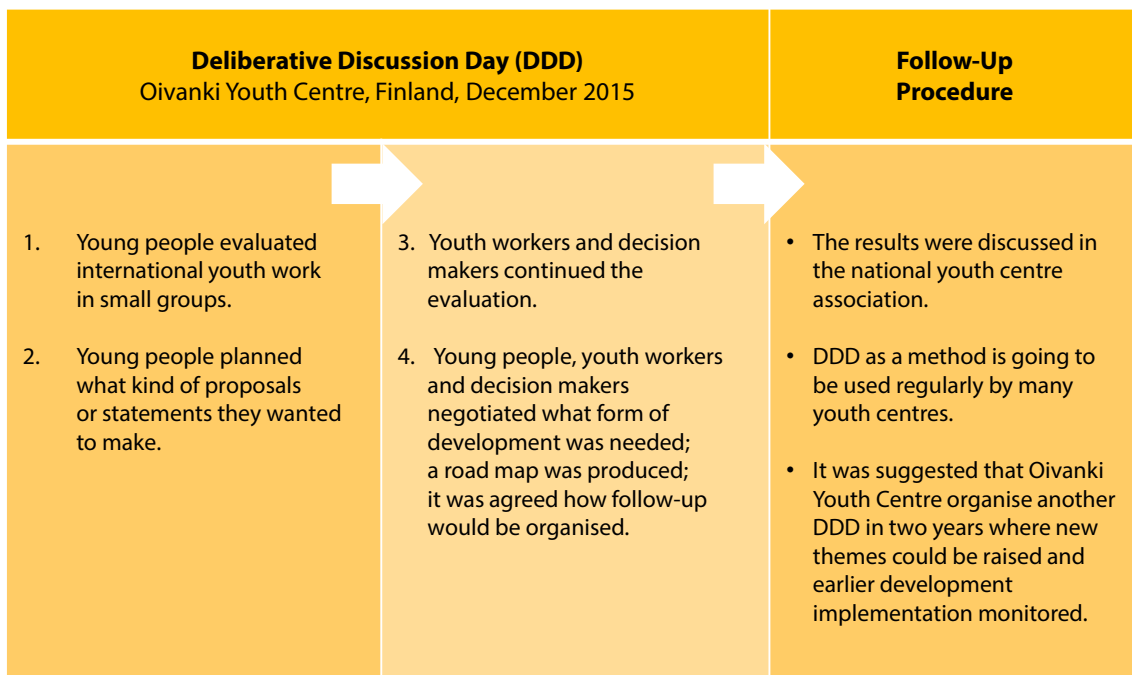 Deliberative Discussion Day (DDD)
Oivanki Youth Centre, Finland, December 2015
Follow-Up
Procedure
1. Young people evaluated
international youth work
in small groups.
2. Young people planned
what kind of proposals
or statements they wanted
to make.
3. Youth workers and decision
makers continued the
evaluation.
4. Young people, youth workers
and decision makers
negotiated what form of
development was needed;
a road map was produced;
it was agreed how follow-up
would be organised.
• The results were discussed in
the national youth centre
association.
• DDD as a method is going to
be used regularly by many
youth centres.
• It was suggested that Oivanki
Youth Centre organise another
DDD in two years where new
themes could be raised and
earlier development
implementation monitored.